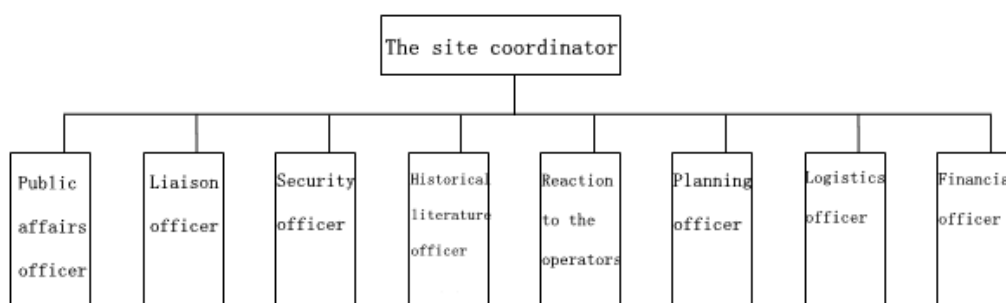 The site coordinator
Public
affairs
officer
Liaison
officer
Security
officer
Historical
literature
officer
Reaction
to the
operators
Planning
officer
Logistics
officer
Financia
officer